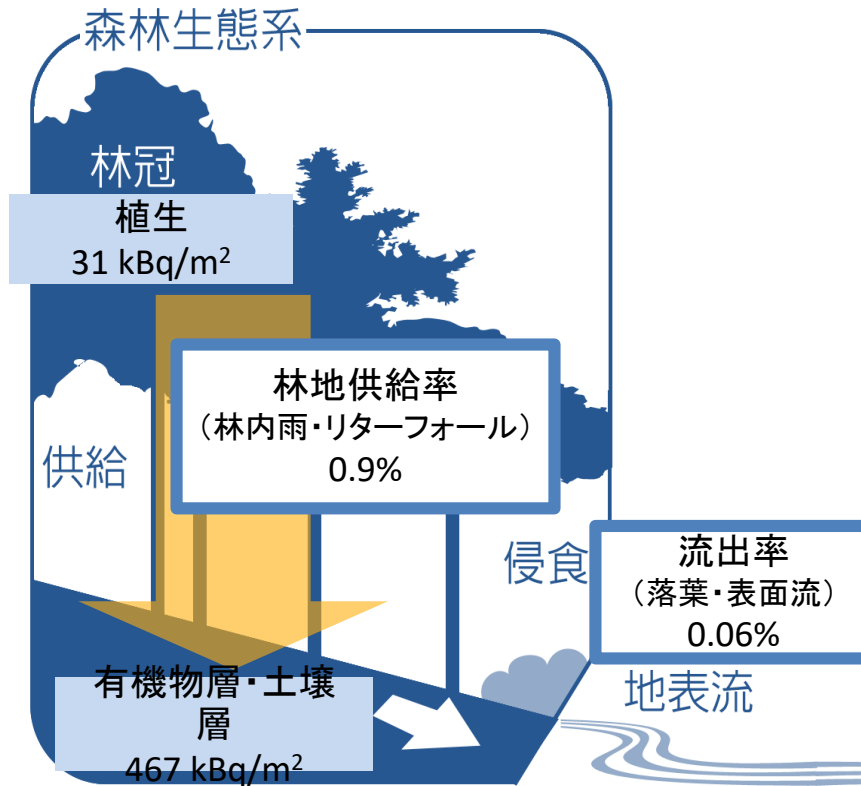 森林生態系
林冠
植生
31 kBq/m²
林地供給率
（林内雨・リターフォール）
0.9%
供給
侵食
流出率
（落葉・表面流）
0.06%
有機物層・土壌
層
467 kBq/m²
地表流